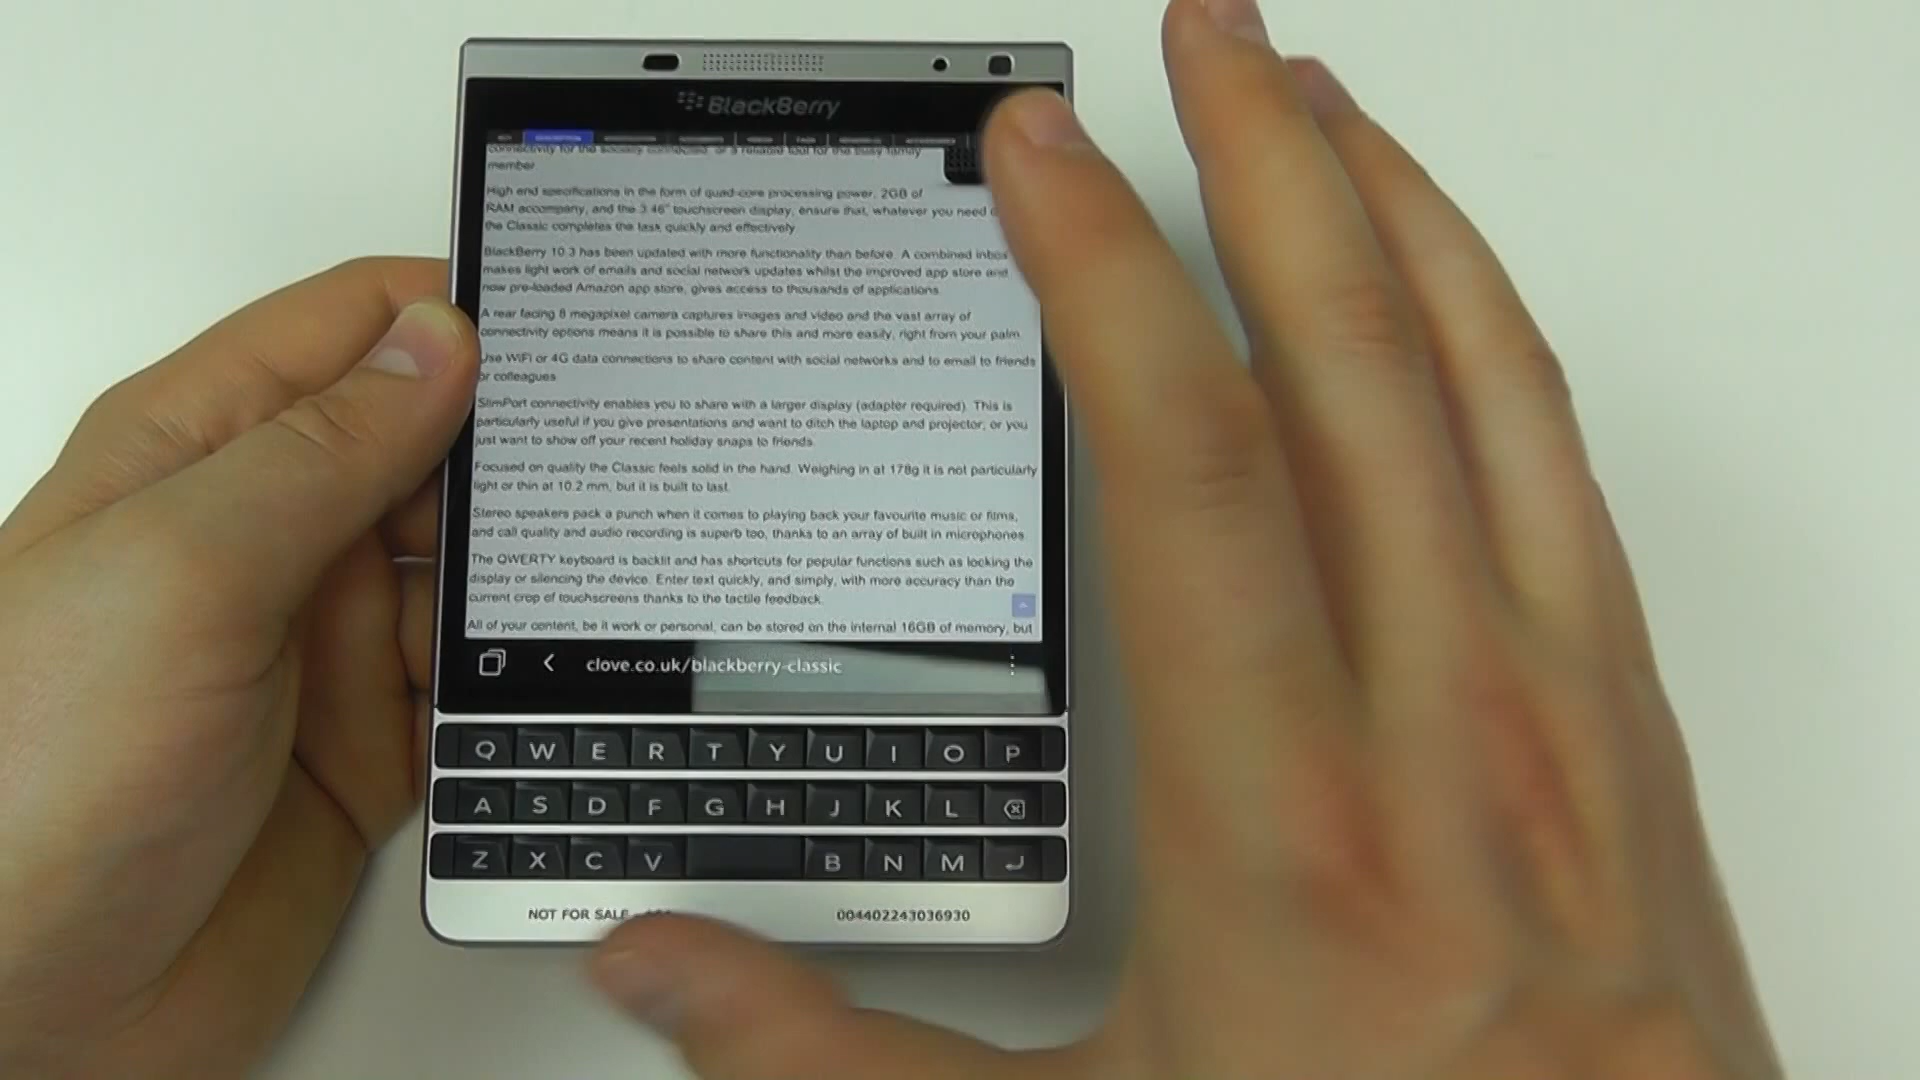 BlackBerry
connectivity for the socially connected, or a reliable tool for the busy family
member.
High end specifications in the form of quad-core processing power, 2GB of
RAM accompany, and the 3.46" touchscreen display, ensure that, whatever you need
the Classic completes the task quickly and effectively.
BlackBerry 10.3 has been updated with more functionality than before. A combined inbox
makes light work of emails and social network updates whilst the improved app store and
now pre-loaded Amazon app store, gives access to thousands of applications.
A rear facing 8 megapixel camera captures images and video and the vast array of
connectivity options means it is possible to share this and more easily, right from your palm.
Use WiFi or 4G data connections to share content with social networks and to email to friends
or colleagues.
SlimPort connectivity enables you to share with a larger display (adapter required). This is
particularly useful if you give presentations and want to ditch the laptop and projector, or you
just want to show off your recent holiday snaps to friends.
Focused on quality the Classic feels solid in the hand. Weighing in at 178g it is not particularly
light or thin at 10.2 mm, but it is built to last.
Stereo speakers pack a punch when it comes to playing back your favourite music or films,
and call quality and audio recording is superb too, thanks to an array of built in microphones.
The QWERTY keyboard is backlit and has shortcuts for popular functions such as locking the
display or silencing the device. Enter text quickly, and simply, with more accuracy than the
current crop of touchscreens thanks to the tactile feedback.
All of your content, be it work or personal, can be stored on the internal 16GB of memory, but
clove.co.uk/blackberry-classic
Q W E R T Y U I O P
A S D F G H J K L
Z X C V B N M
NOT FOR SALE
004402243036930